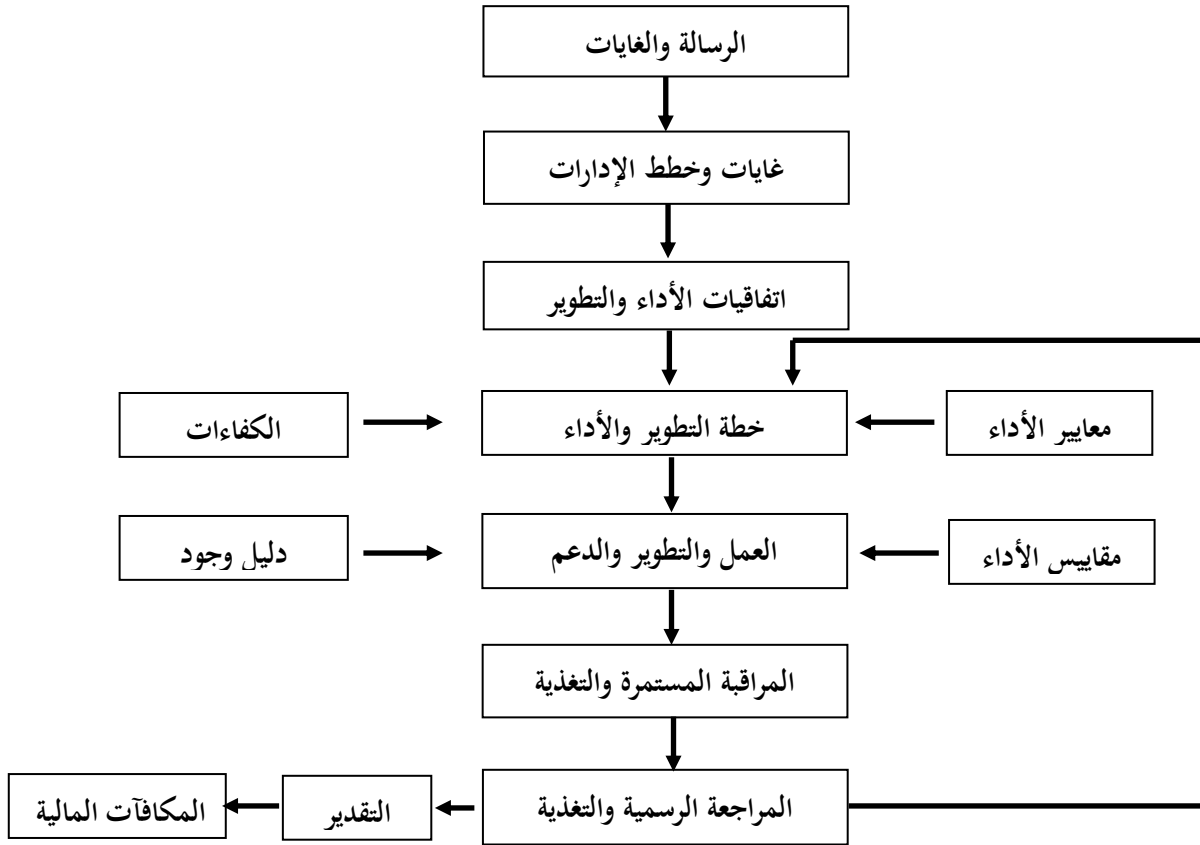 الرسالة والغايات
غايات وخطط الإدارات
اتفاقيات الأداء والتطوير
معايير الأداء
خطة التطوير والأداء
الكفاءات
مقاييس الأداء
العمل والتطوير والدعم
دليل وجود
المراقبة المستمرة والتغذية
المراجعة الرسمية والتغذية
التقدير
المكافآت المالية